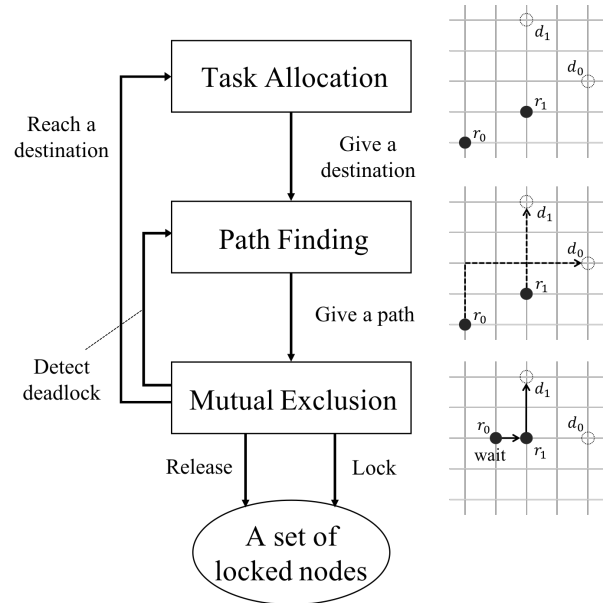 Task Allocation
Reach a
destination
Give a
destination
Path Finding
Give a path
Detect
deadlock
Mutual Exclusion
Release
Lock
A set of
locked nodes
d₁
d₀
r₁
r₀
d₁
d₀
r₁
r₀
d₁
r₀
d₀
wait
r₁